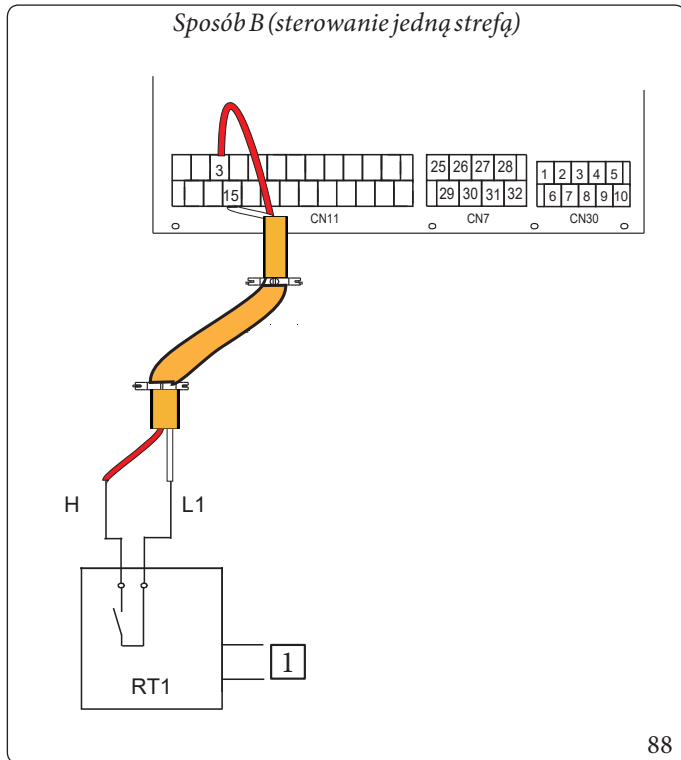 Sposób B (sterowanie jedną strefą)
3
25 26 27 28
1 2 3 4 5
15
29 30 31 32
6 7 8 9 10
CN11
CN7
CN30
H
L1
1
RT1
88